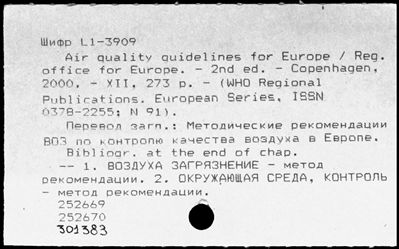 Шифр L1-3909
Air quality guidelines for Europe / Reg.
office for Europe. - 2nd ed. - Copenhagen,
2000. - XII, 273 p. - (WHO Regional
Publications. European Series, ISSN
0378-2255; N 91).
Перевод загл.: Методические рекомендации
ВОЗ по контролю качества воздуха в Европе.
Bibliogr. at the end of chap.
-- 1. ВОЗДУХА ЗАГРЯЗНЕНИЕ - метод
рекомендации. 2. ОКРУЖАЮЩАЯ СРЕДА, КОНТРОЛЬ
- метод рекомендации.
252669
252670
301383